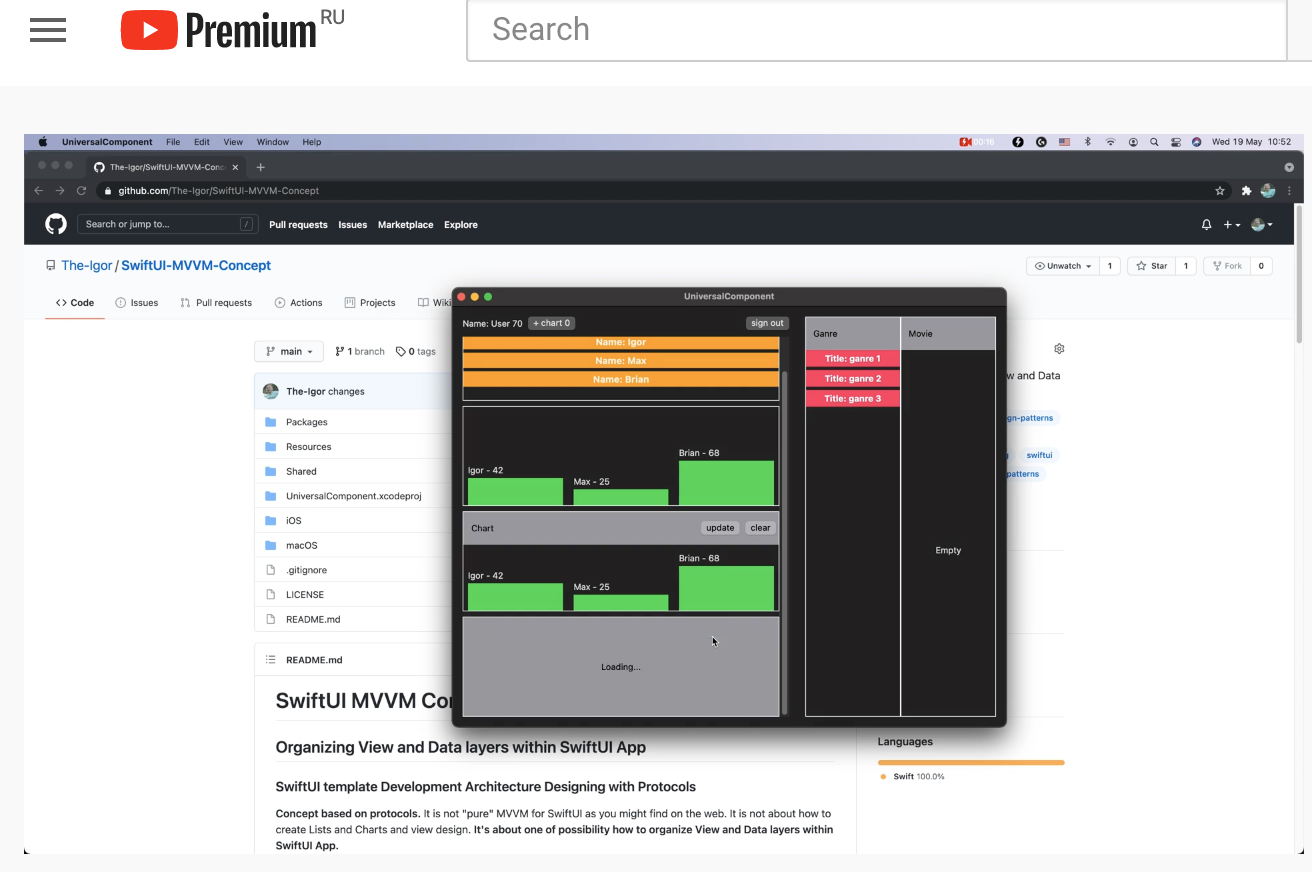 Premium RU
Search
UniversalComponent File Edit View Window Help
00:16
Wed 19 May 10:52
The-Igor/SwiftUI-MVVM-Conc
github.com/The-Igor/SwiftUI-MVVM-Concept
Search or jump to... /
Pull requests Issues Marketplace Explore
The-Igor / SwiftUI-MVVM-Concept
Unwatch 1 Star 1 Fork 0
Code Issues Pull requests Actions Projects Wiki
main 1 branch 0 tags
The-Igor changes
Packages
Resources
Shared
UniversalComponent.xcodeproj
iOS
macOS
.gitignore
LICENSE
README.md
README.md
SwiftUI MVVM Con
Organizing View and Data layers within SwiftUI App
SwiftUI template Development Architecture Designing with Protocols
Concept based on protocols. It is not "pure" MVVM for SwiftUI as you might find on the web. It is not about how to
create Lists and Charts and view design. It's about one of possibility how to organize View and Data layers within
SwiftUI App.
UniversalComponent
Name: User 70 + chart 0 sign out
Name: Igor
Name: Max
Name: Brian
Igor - 42
Max - 25
Brian - 68
Chart update clear
Igor - 42
Max - 25
Brian - 68
Loading...
Genre Movie
Title: ganre 1
Title: ganre 2
Title: ganre 3
Empty
w and Data
gn-patterns
swiftui
patterns
Languages
Swift 100.0%